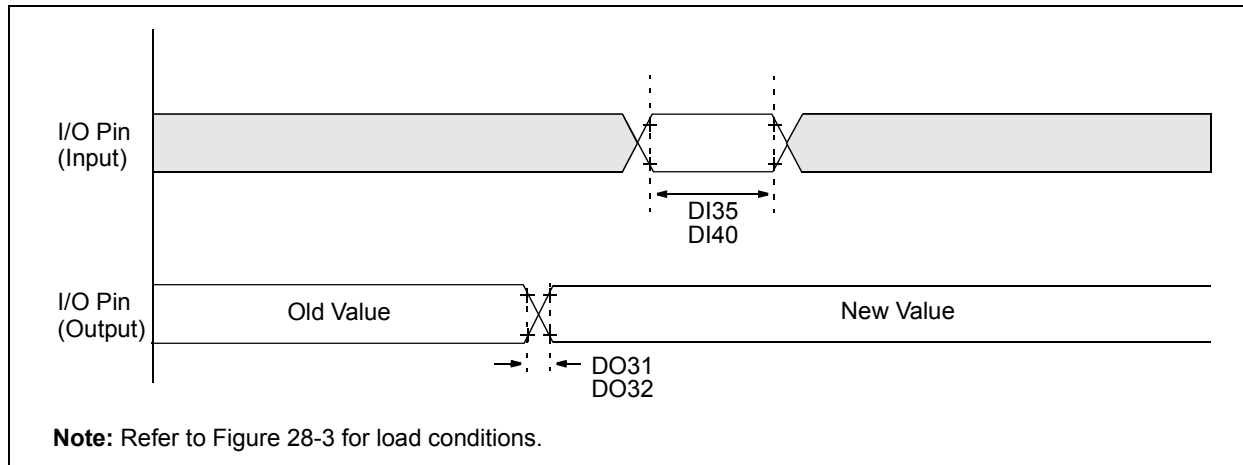 I/O Pin
(Input)
DI35
DI40
I/O Pin
(Output)
Old Value
New Value
DO31
DO32
Note: Refer to Figure 28-3 for load conditions.